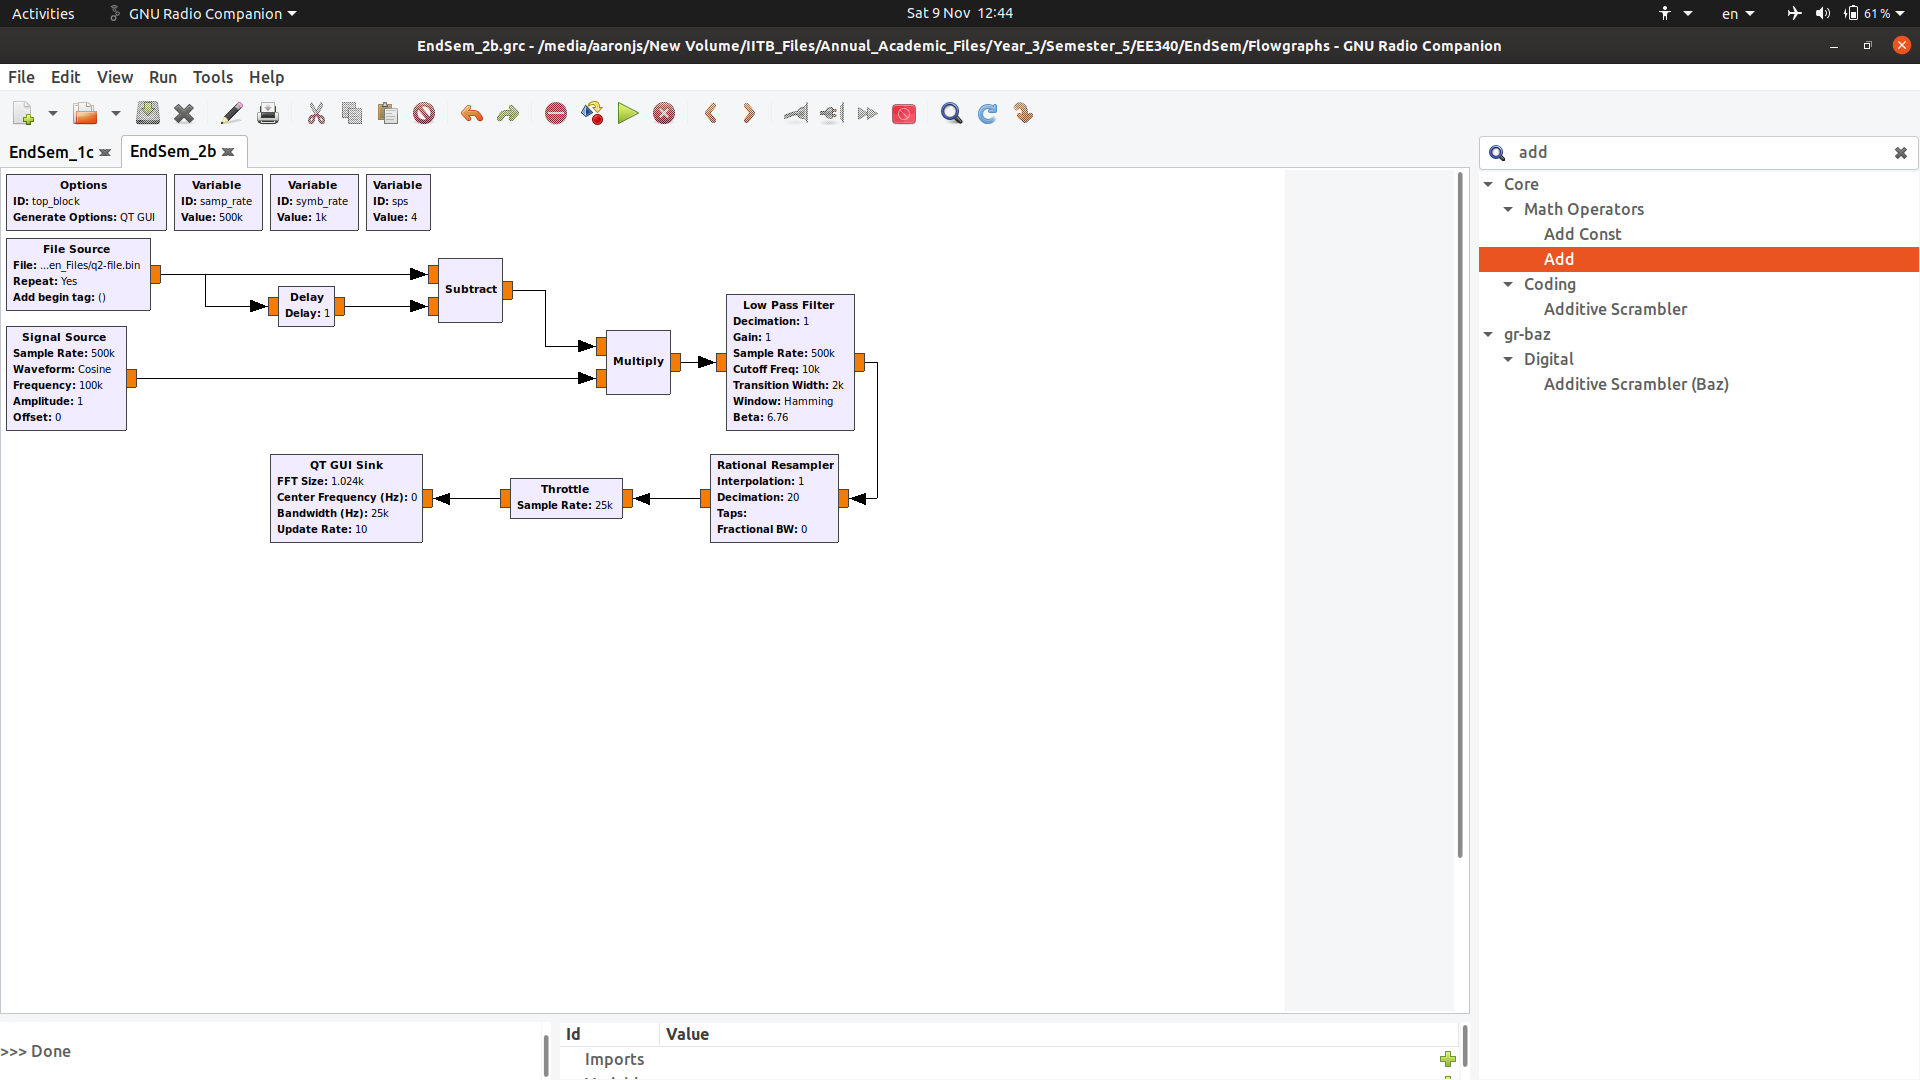 Activities
GNU Radio Companion
Sat 9 Nov 12:44
en
61 %
EndSem_2b.grc - /media/aaronjs/New Volume/IITB_Files/Annual_Academic_Files/Year_3/Semester_5/EE340/EndSem/Flowgraphs - GNU Radio Companion
File Edit View Run Tools Help
EndSem_1c
EndSem_2b
Options
ID: top_block
Generate Options: QT GUI
Variable
ID: samp_rate
Value: 500k
Variable
ID: symb_rate
Value: 1k
Variable
ID: sps
Value: 4
File Source
File: ...en_Files/q2-file.bin
Repeat: Yes
Add begin tag: ()
Delay
Delay: 1
Subtract
Signal Source
Sample Rate: 500k
Waveform: Cosine
Frequency: 100k
Amplitude: 1
Offset: 0
Multiply
Low Pass Filter
Decimation: 1
Gain: 1
Sample Rate: 500k
Cutoff Freq: 10k
Transition Width: 2k
Window: Hamming
Beta: 6.76
QT GUI Sink
FFT Size: 1.024k
Center Frequency (Hz): 0
Bandwidth (Hz): 25k
Update Rate: 10
Throttle
Sample Rate: 25k
Rational Resampler
Interpolation: 1
Decimation: 20
Taps:
Fractional BW: 0
add
Core
Math Operators
Add Const
Add
Coding
Additive Scrambler
gr-baz
Digital
Additive Scrambler (Baz)
>>> Done
Id Value
Imports